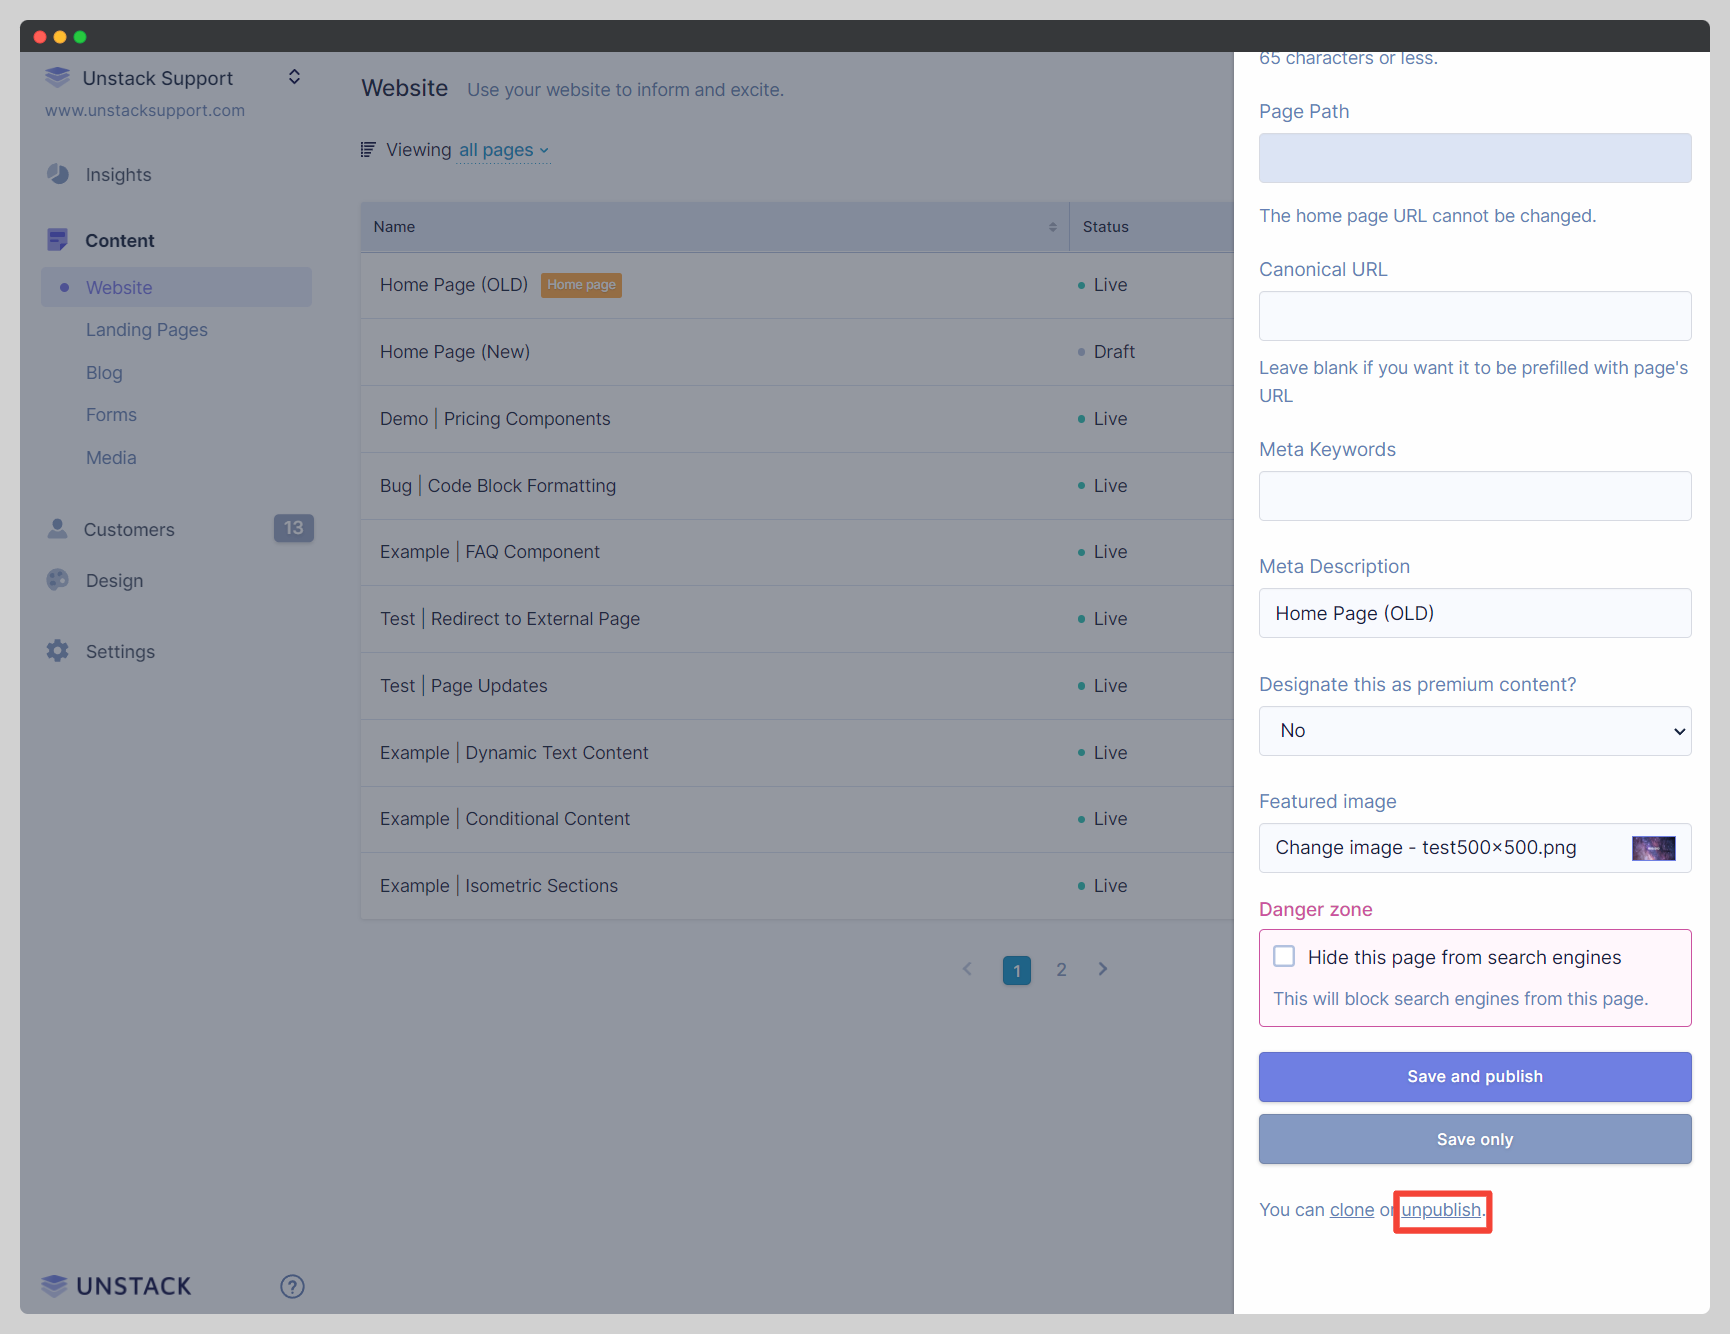 Unstack Support
www.unstacksupport.com
Insights
Content
Website
Landing Pages
Blog
Forms
Media
Customers 13
Design
Settings
UNSTACK ?
Website Use your website to inform and excite.
Viewing all pages
Name Status
Home Page (OLD) Home page Live
Home Page (New) Draft
Demo | Pricing Components Live
Bug | Code Block Formatting Live
Example | FAQ Component Live
Test | Redirect to External Page Live
Test | Page Updates Live
Example | Dynamic Text Content Live
Example | Conditional Content Live
Example | Isometric Sections Live
1 2
65 characters or less.
Page Path
The home page URL cannot be changed.
Canonical URL
Leave blank if you want it to be prefilled with page's
URL
Meta Keywords
Meta Description
Home Page (OLD)
Designate this as premium content?
No
Featured image
Change image - test500×500.png
Danger zone
Hide this page from search engines
This will block search engines from this page.
Save and publish
Save only
You can clone or unpublish.